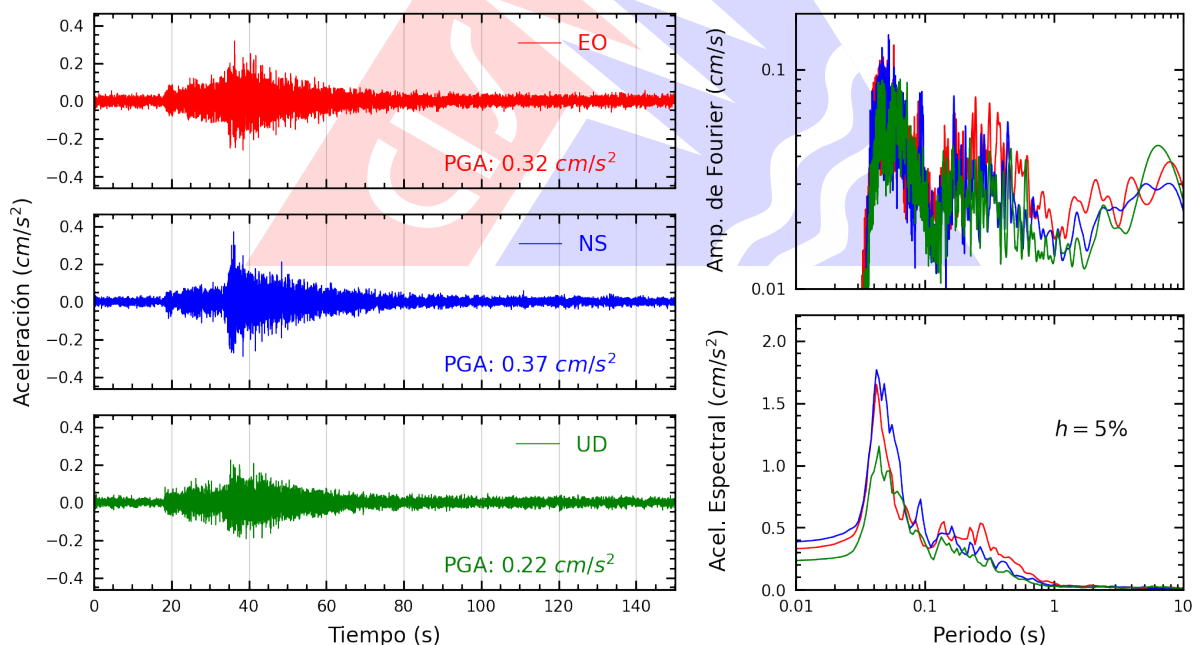 Aceleración (cm/s²)
0.4
0.2
0.0
−0.2
−0.4
EO
PGA: 0.32 cm/s²
0.4
0.2
0.0
−0.2
−0.4
NS
PGA: 0.37 cm/s²
0.4
0.2
0.0
−0.2
−0.4
UD
PGA: 0.22 cm/s²
0 20 40 60 80 100 120 140
Tiempo (s)
Amp. de Fourier (cm/s)
0.1
0.01
Acel. Espectral (cm/s²)
2.0
1.5
1.0
0.5
0.0
h = 5%
0.01 0.1 1 10
Periodo (s)